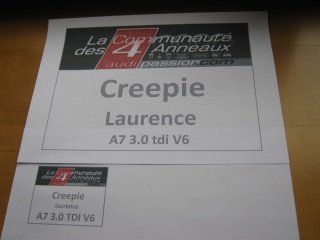 La Communauté
des 4 Anneaux
audipassion.com
Creepie
Laurence
A7 3.0 tdi V6
La Communauté
des 4 Anneaux
Creepie
laurence
A7 3.0 TDI V6